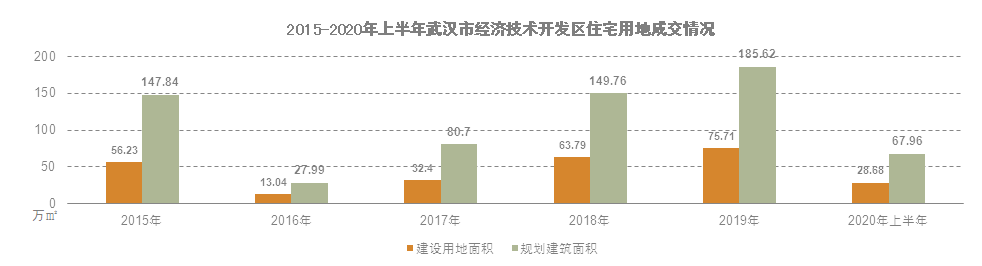 2015-2020年上半年武汉市经济技术开发区住宅用地成交情况
200
150
100
50
0
万㎡
56.23
147.84
13.04
27.99
32.4
80.7
63.79
149.76
75.71
185.62
28.68
67.96
2015年
2016年
2017年
2018年
2019年
2020年上半年
建设用地面积
规划建筑面积